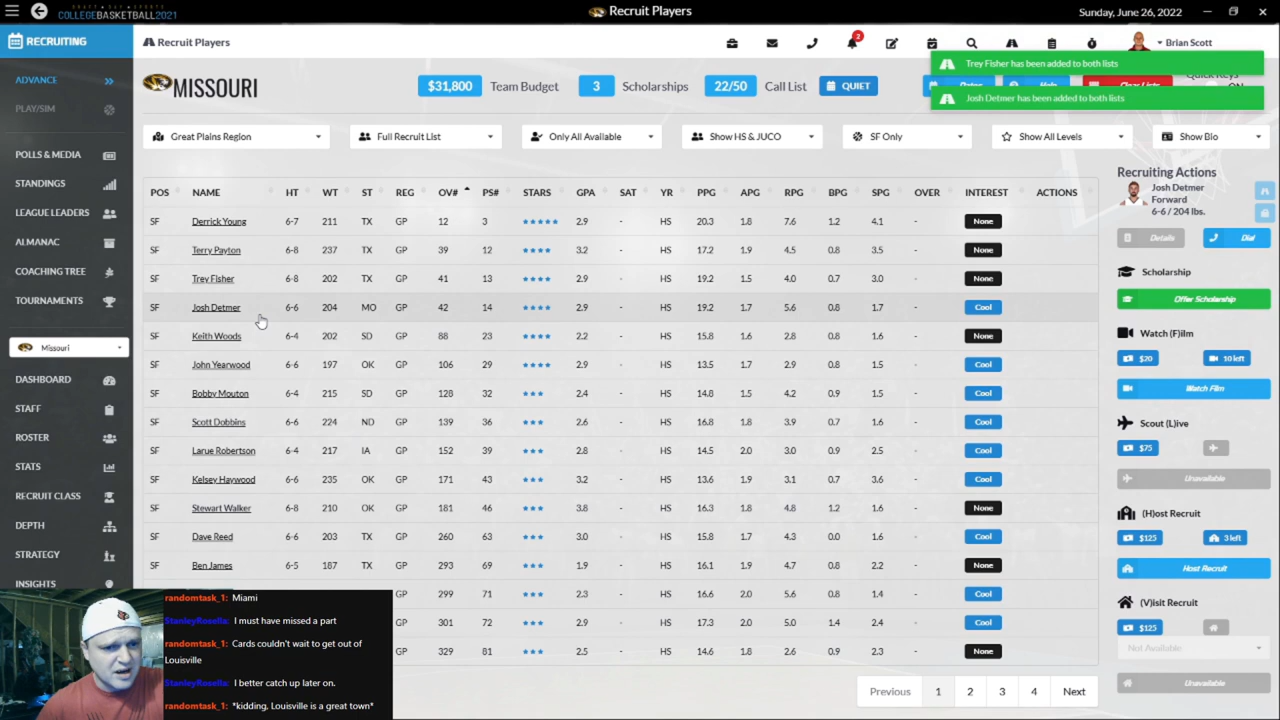 DRAFT DAY SPORTS
COLLEGEBASKETBALL2021
Recruit Players
Sunday, June 26, 2022
RECRUITING
Recruit Players
2
Brian Scott
ADVANCE
PLAY/SIM
POLLS & MEDIA
STANDINGS
LEAGUE LEADERS
ALMANAC
COACHING TREE
TOURNAMENTS
Missouri
DASHBOARD
STAFF
ROSTER
STATS
RECRUIT CLASS
DEPTH
STRATEGY
INSIGHTS
MISSOURI
$31,800 Team Budget 3 Scholarships 22/50 Call List QUIET
Trey Fisher has been added to both lists
Josh Detmer has been added to both lists
Great Plains Region Full Recruit List Only All Available Show HS & JUCO SF Only Show All Levels Show Bio
POS NAME HT WT ST REG OV# PS# STARS GPA SAT YR PPG APG RPG BPG SPG OVER INTEREST ACTIONS
SF Derrick Young 6-7 211 TX GP 12 3 2.9 - HS 20.3 1.8 7.6 1.2 4.1 - None
SF Terry Payton 6-8 237 TX GP 39 12 3.2 - HS 17.2 1.9 4.5 0.8 3.5 - None
SF Trey Fisher 6-8 202 TX GP 41 13 2.9 - HS 19.2 1.5 4.0 0.7 3.0 - None
SF Josh Detmer 6-6 204 MO GP 42 14 2.9 - HS 19.2 1.7 3.6 0.8 1.7 - Cool
SF Keith Woods 6-4 202 SD GP 88 23 2.2 - HS 15.8 1.6 2.8 0.8 1.6 - None
SF John Yearwood 6-6 197 OK GP 106 29 2.9 - HS 13.5 1.7 2.9 0.8 1.5 - Cool
SF Bobby Mouton 6-4 215 SD GP 128 32 2.4 - HS 14.8 1.5 4.2 0.9 1.5 - Cool
SF Scott Dobbins 6-6 224 ND GP 139 36 2.6 - HS 16.8 1.8 3.9 0.7 1.6 - Cool
SF Larue Robertson 6-4 217 IA GP 152 39 2.8 - HS 14.5 2.0 3.0 0.9 2.5 - Cool
SF Kelsey Haywood 6-6 235 OK GP 171 43 3.2 - HS 13.6 1.9 3.1 0.7 3.6 - Cool
SF Stewart Walker 6-8 210 OK GP 181 46 3.8 - HS 16.3 1.8 4.8 1.2 1.6 - None
SF Dave Reed 6-6 203 TX GP 260 63 3.0 - HS 15.8 1.7 4.3 0.0 1.8 - Cool
SF Ben James 6-5 187 TX GP 293 69 1.9 - HS 16.1 1.9 4.7 0.8 2.2 - None
GP 299 71 2.3 - HS 16.6 2.0 5.6 0.8 1.4 - Cool
GP 301 72 2.9 - HS 17.3 2.0 5.0 1.4 2.7 - Cool
GP 329 81 2.5 - HS 14.6 1.8 2.6 0.9 2.3 - None
Previous 1 2 3 4 Next
Recruiting Actions
Josh Detmer
Forward
6-6 / 204 lbs.
Details Dial
Scholarship
Offer Scholarship
Watch (F)ilm
$20 10 left
Watch Film
Scout (L)ive
$75
Unavailable
(H)ost Recruit
$125 3 left
Host Recruit
(V)isit Recruit
$125
Not Available
Unavailable
randomtask_1: Miami
StanleyRosella: I must have missed a part
randomtask_1: Cards couldn't wait to get out of
Louisville
StanleyRosella: I better catch up later on.
randomtask_1: *kidding, Louisville is a great town*